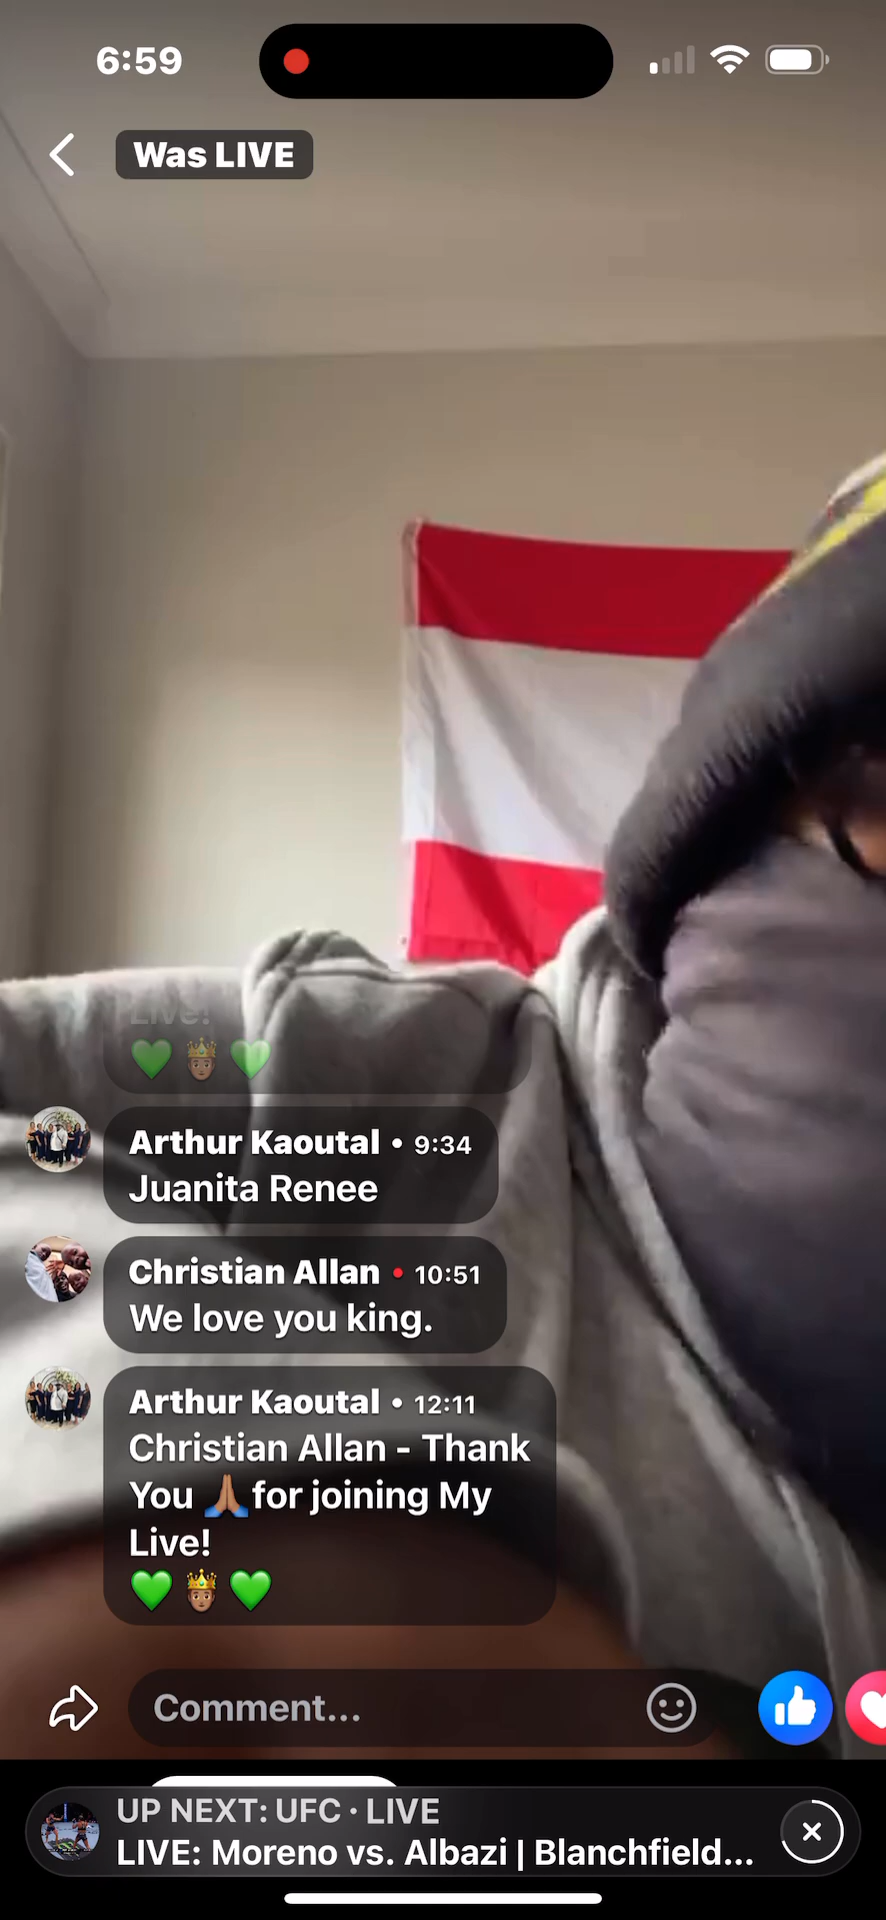 6:59
Was LIVE
Live!
💚 🤴🏽 💚
Arthur Kaoutal • 9:34
Juanita Renee
Christian Allan • 10:51
We love you king.
Arthur Kaoutal • 12:11
Christian Allan - Thank
You 🙏🏽for joining My
Live!
💚 🤴🏽 💚
Comment...
UP NEXT: UFC · LIVE
LIVE: Moreno vs. Albazi | Blanchfield...